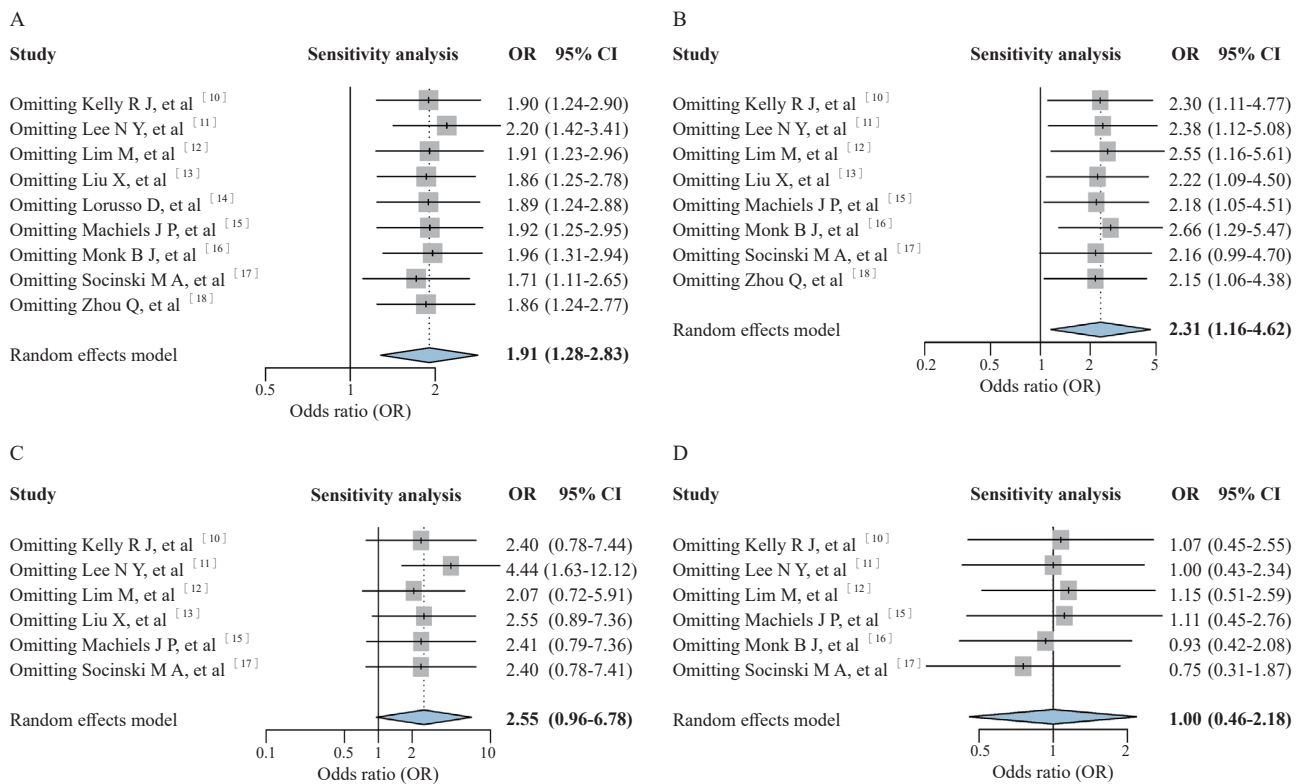 A
Study Sensitivity analysis OR 95% CI
Omitting Kelly R J, et al [10] 1.90 (1.24-2.90)
Omitting Lee N Y, et al [11] 2.20 (1.42-3.41)
Omitting Lim M, et al [12] 1.91 (1.23-2.96)
Omitting Liu X, et al [13] 1.86 (1.25-2.78)
Omitting Lorusso D, et al [14] 1.89 (1.24-2.88)
Omitting Machiels J P, et al [15] 1.92 (1.25-2.95)
Omitting Monk B J, et al [16] 1.96 (1.31-2.94)
Omitting Socinski M A, et al [17] 1.71 (1.11-2.65)
Omitting Zhou Q, et al [18] 1.86 (1.24-2.77)
Random effects model 1.91 (1.28-2.83)
0.5 1 2
Odds ratio (OR)
B
Study Sensitivity analysis OR 95% CI
Omitting Kelly R J, et al [10] 2.30 (1.11-4.77)
Omitting Lee N Y, et al [11] 2.38 (1.12-5.08)
Omitting Lim M, et al [12] 2.55 (1.16-5.61)
Omitting Liu X, et al [13] 2.22 (1.09-4.50)
Omitting Machiels J P, et al [15] 2.18 (1.05-4.51)
Omitting Monk B J, et al [16] 2.66 (1.29-5.47)
Omitting Socinski M A, et al [17] 2.16 (0.99-4.70)
Omitting Zhou Q, et al [18] 2.15 (1.06-4.38)
Random effects model 2.31 (1.16-4.62)
0.2 1 2 5
Odds ratio (OR)
C
Study Sensitivity analysis OR 95% CI
Omitting Kelly R J, et al [10] 2.40 (0.78-7.44)
Omitting Lee N Y, et al [11] 4.44 (1.63-12.12)
Omitting Lim M, et al [12] 2.07 (0.72-5.91)
Omitting Liu X, et al [13] 2.55 (0.89-7.36)
Omitting Machiels J P, et al [15] 2.41 (0.79-7.36)
Omitting Socinski M A, et al [17] 2.40 (0.78-7.41)
Random effects model 2.55 (0.96-6.78)
0.1 0.5 1 2 10
Odds ratio (OR)
D
Study Sensitivity analysis OR 95% CI
Omitting Kelly R J, et al [10] 1.07 (0.45-2.55)
Omitting Lee N Y, et al [11] 1.00 (0.43-2.34)
Omitting Lim M, et al [12] 1.15 (0.51-2.59)
Omitting Machiels J P, et al [15] 1.11 (0.45-2.76)
Omitting Monk B J, et al [16] 0.93 (0.42-2.08)
Omitting Socinski M A, et al [17] 0.75 (0.31-1.87)
Random effects model 1.00 (0.46-2.18)
0.5 1 2
Odds ratio (OR)